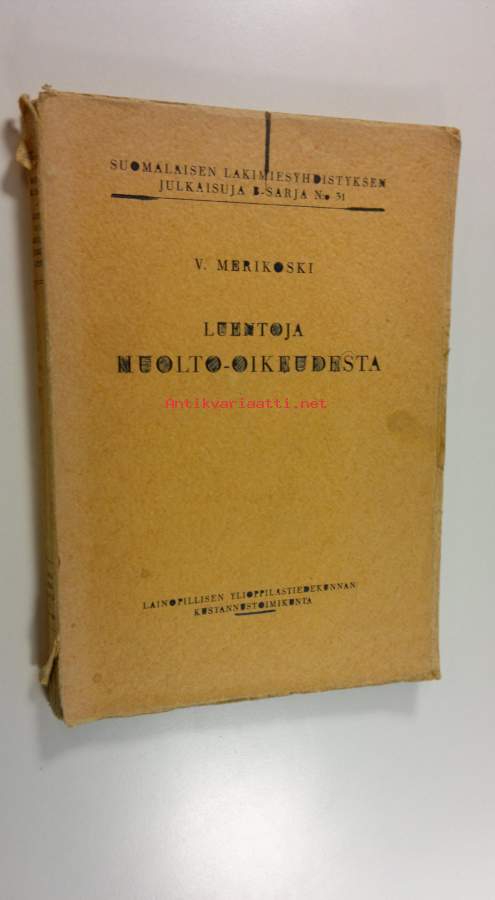 SUOMALAISEN LAKIMIESYHDISTYKSEN
JULKAISUJA B-SARJA N:o 31
V. MERIKOSKI
LUENTOJA
HUOLTO-OIKEUDESTA
Antikvariaatti.net
LAINOPILLISEN YLIOPPILASTIEDEKUNNAN
KUSTANNUSTOIMIKUNTA